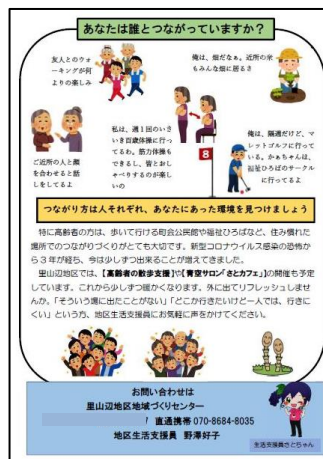 あなたは誰とつながっていますか？
友人とのウォ
ーキングが何
よりの楽しみ
俺は、畑だなぁ。近所の衆
もみんな畑に居るさ
私は、週1回のいき
いき百歳体操に行っ
てるわ。筋力体操も
できるし、皆とおし
ゃべりするのが楽し
いの
俺は、隔週だけど、マ
レットゴルフに行って
いる。かぁちゃんは、
福祉ひろばのサークル
に行ってるよ
ご近所の人と顔
を合わせると話
しをしてるよ
8
つながり方は人それぞれ、あなたにあった環境を見つけましょう
特に高齢者の方は、歩いて行ける町会公民館や福祉ひろばなど、住み慣れた
場所でのつながりづくりがとても大切です。新型コロナウイルス感染の恐怖か
ら3年が経ち、今は少しずつ出来ることが増えてきました。
里山辺地区では、【高齢者の散歩支援】や【青空サロン「さとカフェ」】の開催も予定
しています。これから少しずつ暖かくなります。外に出てリフレッシュしませ
んか。「そういう場に出たことがない」「どこか行きたいけど一人では、行きに
くい」という方、地区生活支援員にお気軽に声をかけてください。
お問い合わせは
里山辺地区地域づくりセンター
直通携帯 070-8684-8035
地区生活支援員 野澤好子
生活支援員さとちゃん